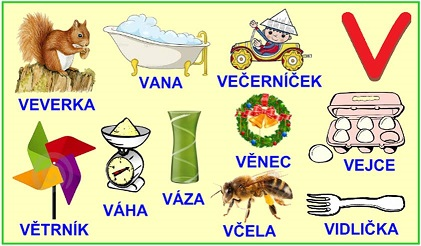 V
VEVERKA
VANA
VEČERNÍČEK
VĚTRNÍK
VÁHA
VÁZA
VĚNEC
VČELA
VEJCE
VIDLIČKA